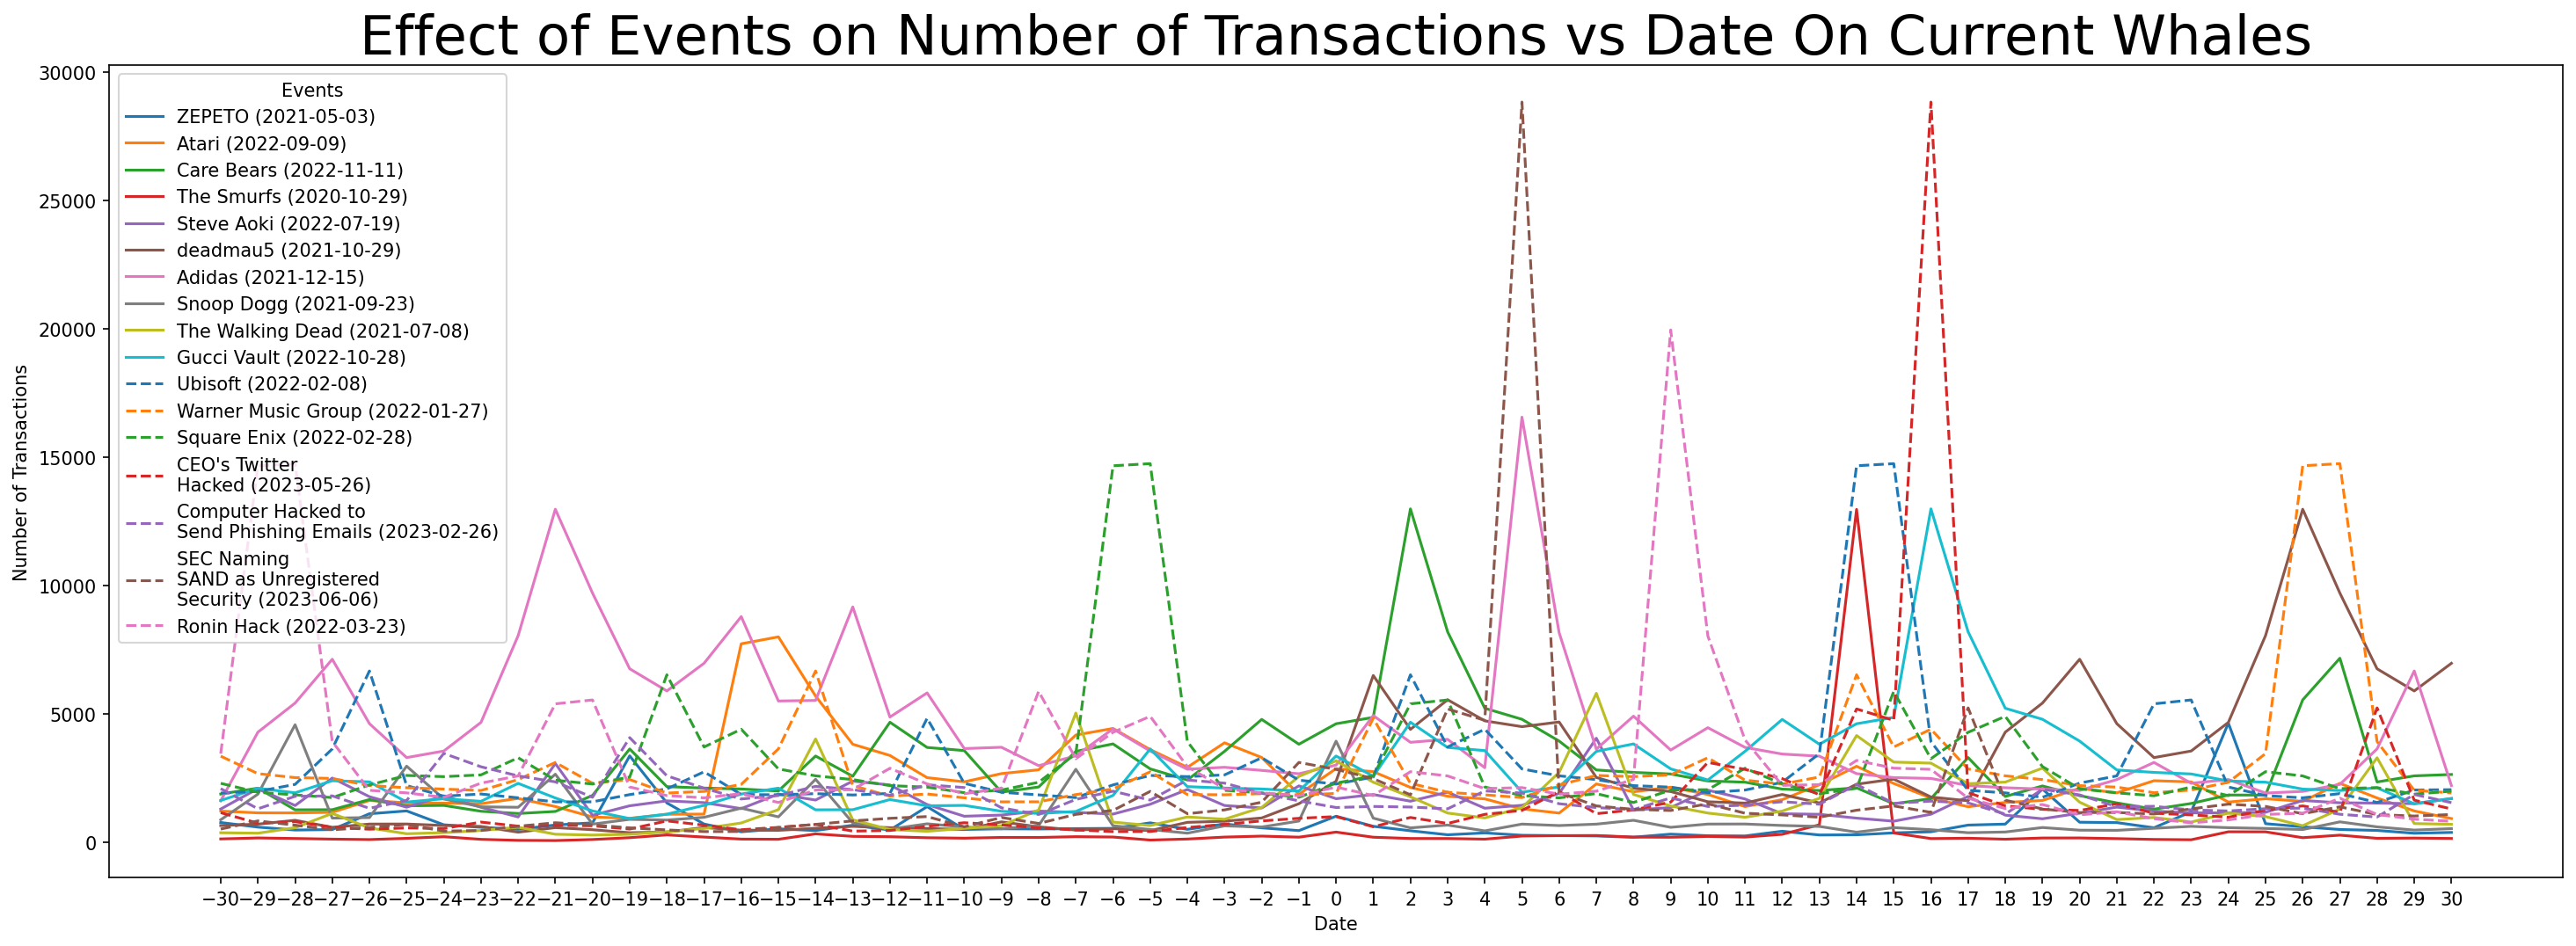 Effect of Events on Number of Transactions vs Date On Current Whales
Number of Transactions
30000
25000
20000
15000
10000
5000
0
Events
ZEPETO (2021-05-03)
Atari (2022-09-09)
Care Bears (2022-11-11)
The Smurfs (2020-10-29)
Steve Aoki (2022-07-19)
deadmau5 (2021-10-29)
Adidas (2021-12-15)
Snoop Dogg (2021-09-23)
The Walking Dead (2021-07-08)
Gucci Vault (2022-10-28)
Ubisoft (2022-02-08)
Warner Music Group (2022-01-27)
Square Enix (2022-02-28)
CEO's Twitter
Hacked (2023-05-26)
Computer Hacked to
Send Phishing Emails (2023-02-26)
SEC Naming
SAND as Unregistered
Security (2023-06-06)
Ronin Hack (2022-03-23)
−30 −29 −28 −27 −26 −25 −24 −23 −22 −21 −20 −19 −18 −17 −16 −15 −14 −13 −12 −11 −10 −9 −8 −7 −6 −5 −4 −3 −2 −1 0 1 2 3 4 5 6 7 8 9 10 11 12 13 14 15 16 17 18 19 20 21 22 23 24 25 26 27 28 29 30
Date